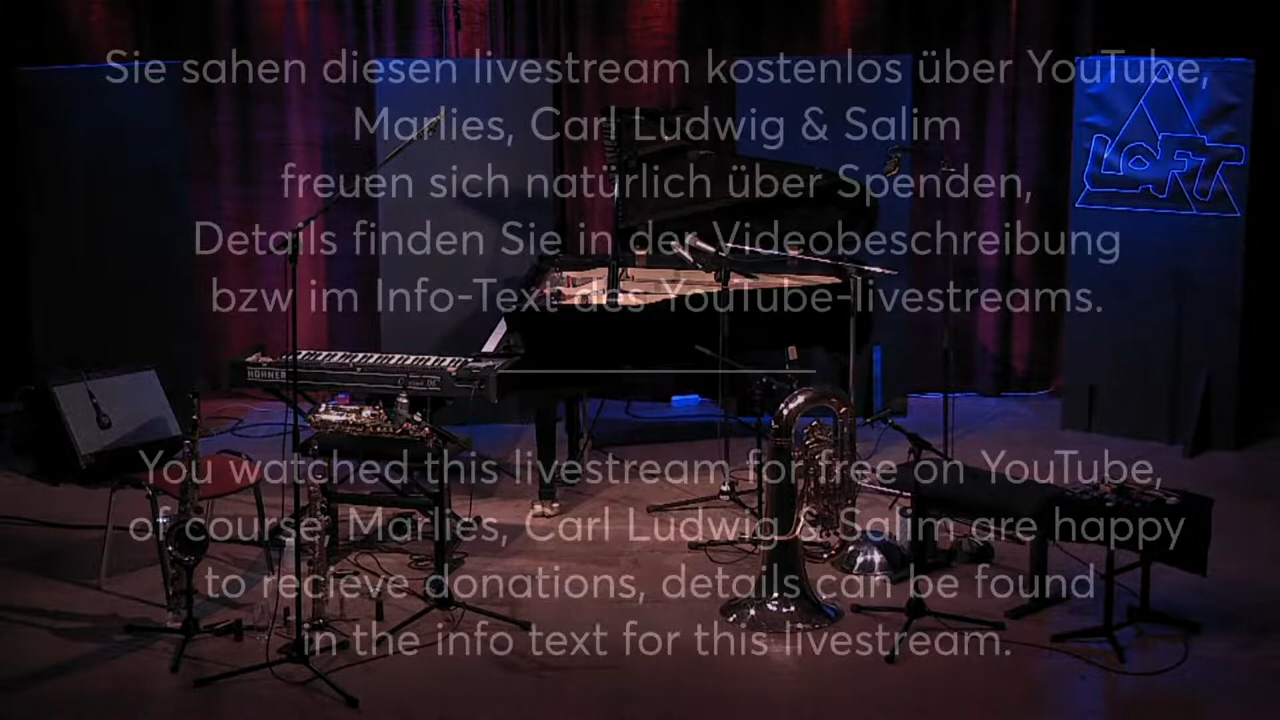 Sie sahen diesen livestream kostenlos über YouTube,
Marlies, Carl Ludwig & Salim
freuen sich natürlich über Spenden,
Details finden Sie in der Videobeschreibung
bzw im Info-Text des YouTube-livestreams.
LOFT
HOHNER
You watched this livestream for free on YouTube,
of course, Marlies, Carl Ludwig & Salim are happy
to recieve donations, details can be found
in the info text for this livestream.